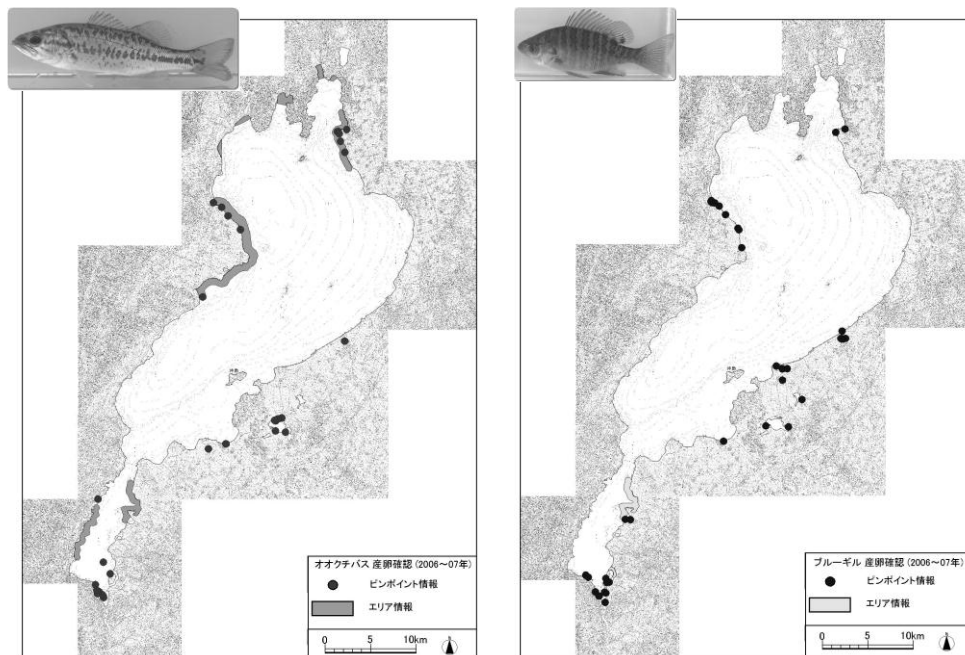 オオクチバス 産卵確認 (2006～07年)
ピンポイント情報
エリア情報
0 5 10km
N
ブルーギル 産卵確認 (2006～07年)
ピンポイント情報
エリア情報
0 5 10km
N